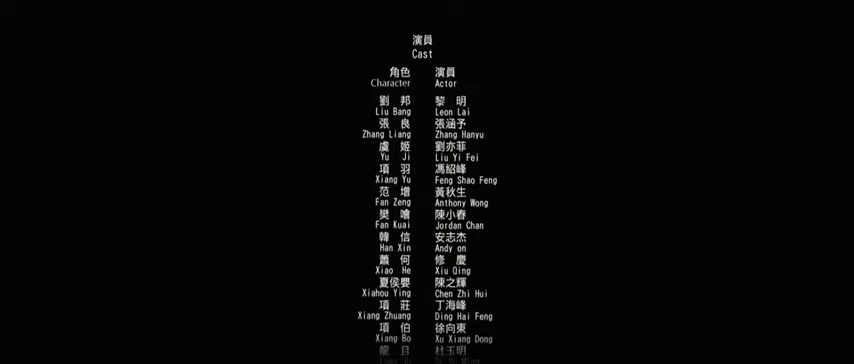 演員
Cast
角色 演員
Character Actor
劉 邦 黎 明
Liu Bang Leon Lai
張 良 張涵予
Zhang Liang Zhang Hanyu
虞 姬 劉亦菲
Yu Ji Liu Yi Fei
項 羽 馮紹峰
Xiang Yu Feng Shao Feng
范 增 黃秋生
Fan Zeng Anthony Wong
樊 噲 陳小春
Fan Kuai Jordan Chan
韓 信 安志杰
Han Xin Andy on
蕭 何 修 慶
Xiao He Xiu Qing
夏侯嬰 陳之輝
Xiahou Ying Chen Zhi Hui
項 莊 丁海峰
Xiang Zhuang Ding Hai Feng
項 伯 徐向東
Xiang Bo Xu Xiang Dong
龍 且 杜玉明